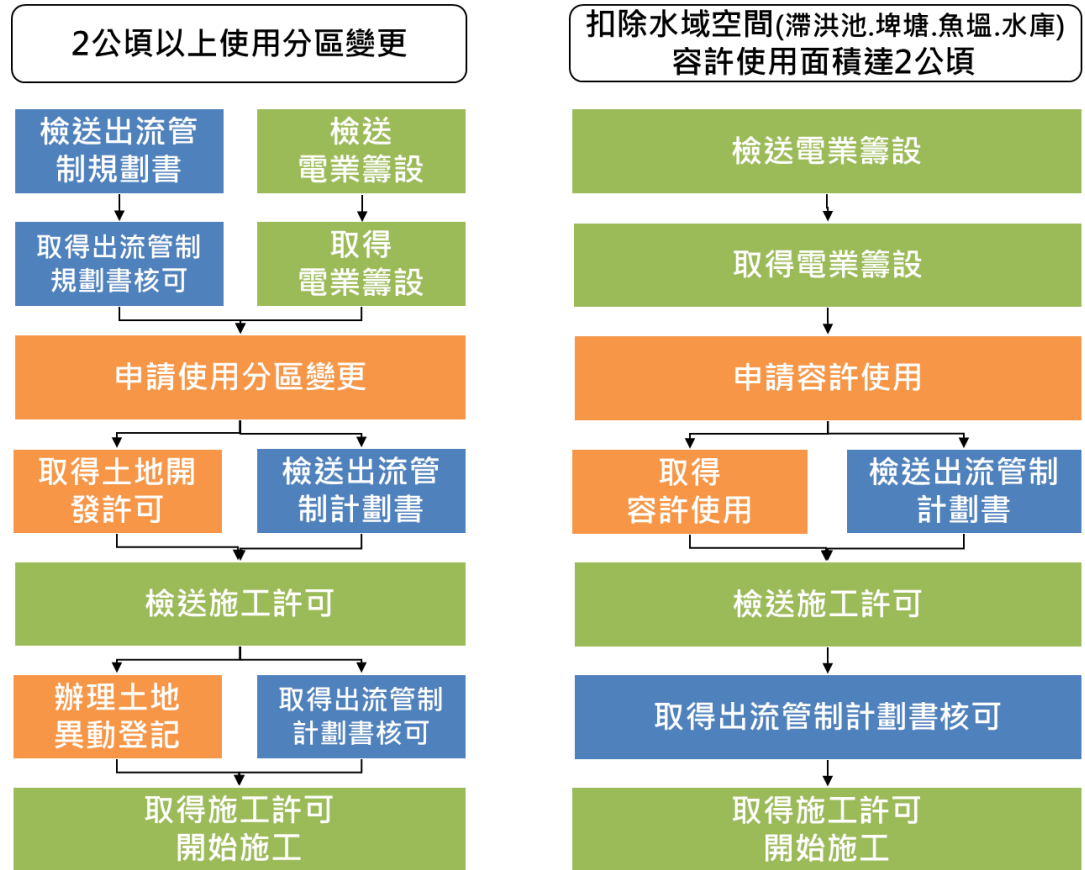 2公頃以上使用分區變更
檢送出流管
制規劃書
檢送
電業籌設
取得出流管制
規劃書核可
取得
電業籌設
申請使用分區變更
取得土地開
發許可
檢送出流管
制計劃書
檢送施工許可
辦理土地
異動登記
取得出流管制
計劃書核可
取得施工許可
開始施工
扣除水域空間(滯洪池.埤塘.魚塭.水庫)
容許使用面積達2公頃
檢送電業籌設
取得電業籌設
申請容許使用
取得
容許使用
檢送出流管制
計劃書
檢送施工許可
取得出流管制計劃書核可
取得施工許可
開始施工